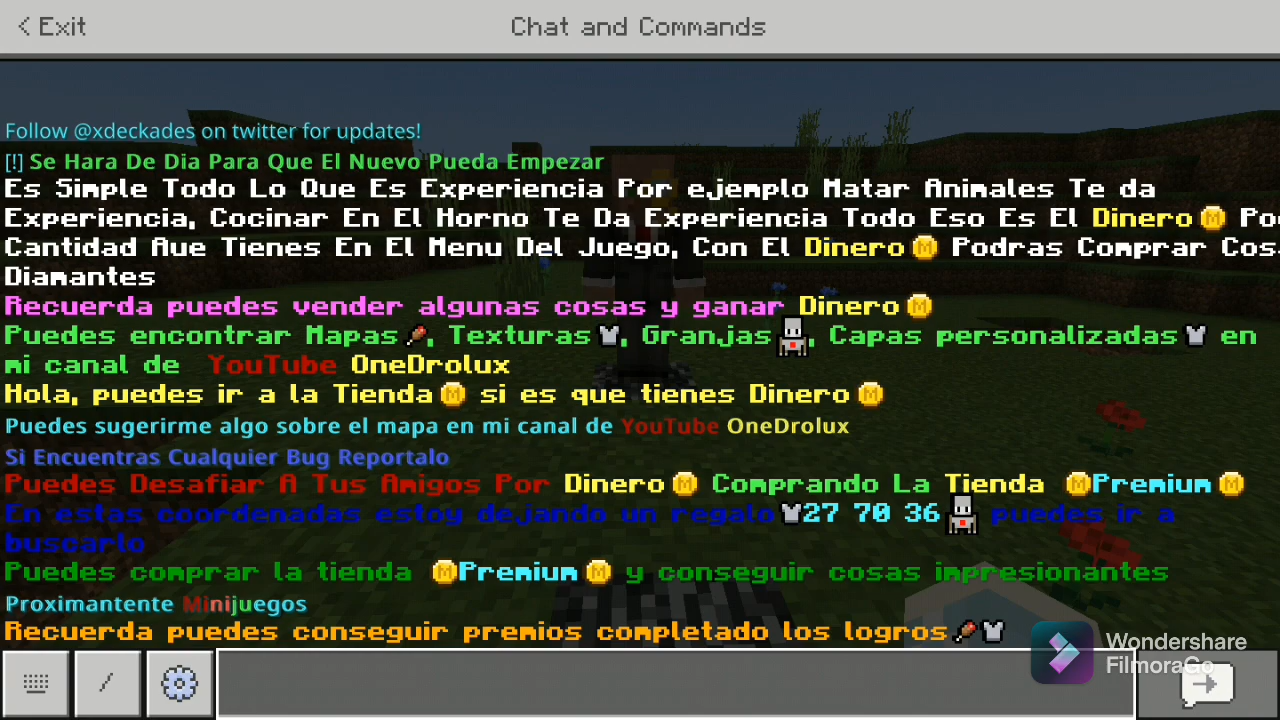 Exit
Chat and Commands
Follow @xdeckades on twitter for updates!
[!] Se Hara De Dia Para Que El Nuevo Pueda Empezar
Es Simple Todo Lo Que Es Experiencia Por ejemplo Matar Animales Te da
Experiencia, Cocinar En El Horno Te Da Experiencia Todo Eso Es El Dinero
Cantidad Aue Tienes En El Menu Del Juego, Con El Dinero Podras Comprar
Diamantes
Recuerda puedes vender algunas cosas y ganar Dinero
Puedes encontrar Mapas, Texturas, Granjas, Capas personalizadas en
mi canal de YouTube OneDrolux
Hola, puedes ir a la Tienda si es que tienes Dinero
Puedes sugerirme algo sobre el mapa en mi canal de YouTube OneDrolux
Si Encuentras Cualquier Bug Reportalo
Puedes Desafiar A Tus Amigos Por Dinero Comprando La Tienda Premium
En estas coordenadas estoy dejando un regalo 27 70 36 puedes ir a
buscarlo
Puedes comprar la tienda Premium y conseguir cosas impresionantes
Proximantente Minijuegos
Recuerda puedes conseguir premios completado los logros
Wondershare
FilmoraGo